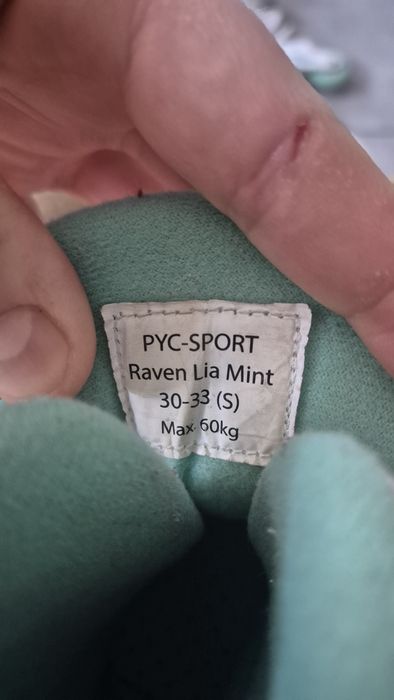 PYC-SPORT
Raven Lia Mint
30-33 (S)
Max. 60kg